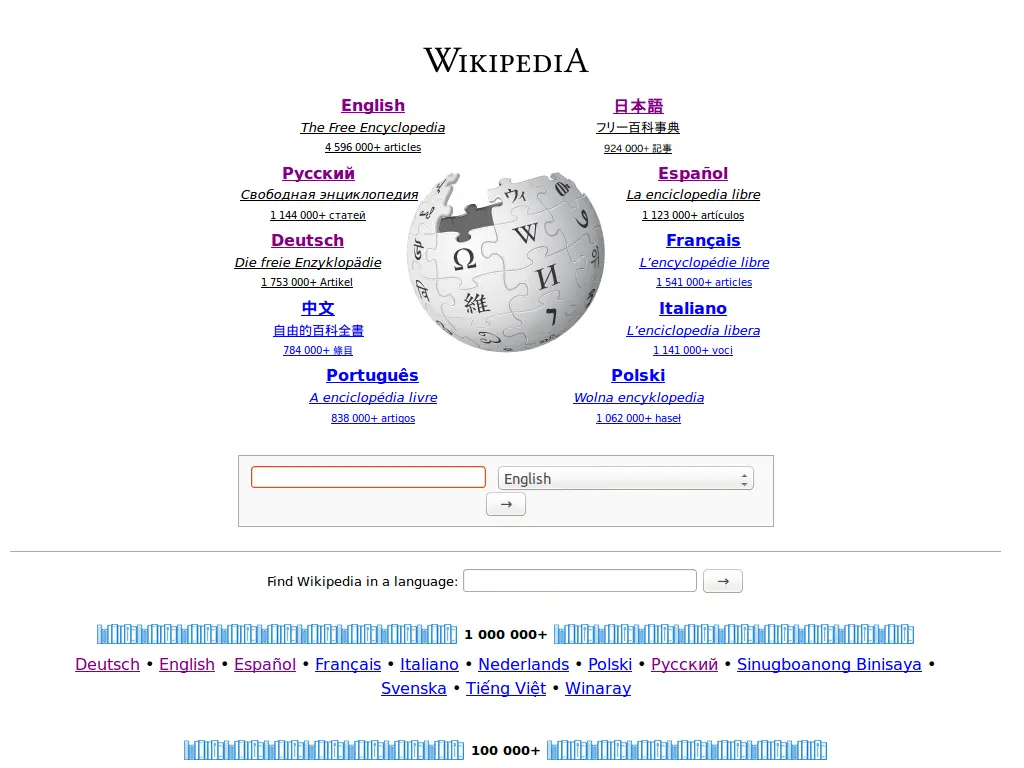 WIKIPEDIA
English
The Free Encyclopedia
4 596 000+ articles
日本語
フリー百科事典
924 000+ 記事
Русский
Свободная энциклопедия
1 144 000+ статей
Español
La enciclopedia libre
1 123 000+ artículos
Deutsch
Die freie Enzyklopädie
1 753 000+ Artikel
Français
L'encyclopédie libre
1 541 000+ articles
中文
自由的百科全書
784 000+ 條目
Italiano
L'enciclopedia libera
1 141 000+ voci
Português
A enciclopédia livre
838 000+ artigos
Polski
Wolna encyklopedia
1 062 000+ haseł
Ω W И 維 ウィ 7
English
→
Find Wikipedia in a language: →
1 000 000+
Deutsch • English • Español • Français • Italiano • Nederlands • Polski • Русский • Sinugboanong Binisaya •
Svenska • Tiếng Việt • Winaray
100 000+